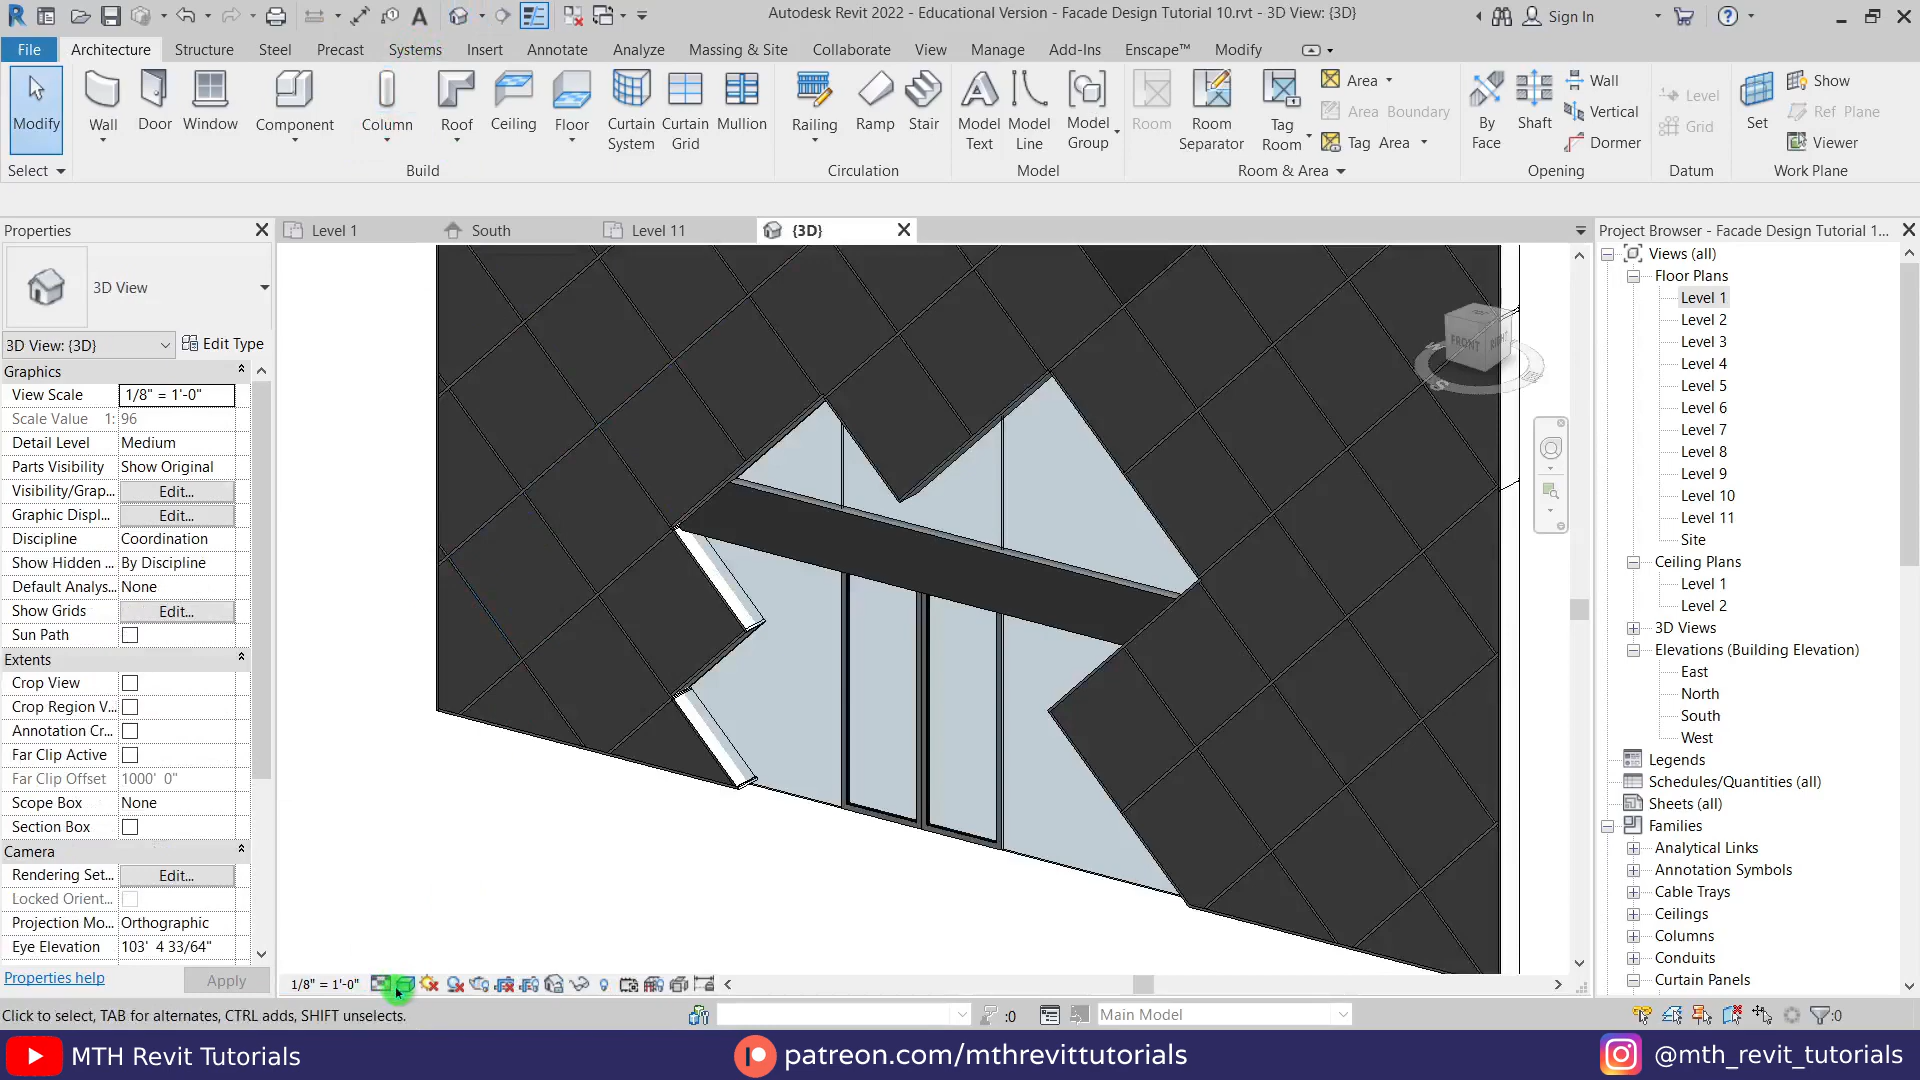 Autodesk Revit 2022 - Educational Version - Facade Design Tutorial 10.rvt - 3D View: {3D}
Sign In
File Architecture Structure Steel Precast Systems Insert Annotate Analyze Massing & Site Collaborate View Manage Add-Ins Enscape™ Modify
Modify
Wall
Door
Window
Component
Column
Roof
Ceiling
Floor
Curtain System
Curtain Grid
Mullion
Railing
Ramp
Stair
Model Text
Model Line
Model Group
Room
Room Separator
Tag Room
Area
Area Boundary
Tag Area
By Face
Shaft
Wall
Vertical
Dormer
Level
Grid
Set
Show
Ref Plane
Viewer
Select
Build
Circulation
Model
Room & Area
Opening
Datum
Work Plane
Properties
Level 1
South
Level 11
{3D}
Project Browser - Facade Design Tutorial 1...
3D View
3D View: {3D}
Edit Type
Graphics
View Scale 1/8" = 1'-0"
Scale Value 1: 96
Detail Level Medium
Parts Visibility Show Original
Visibility/Grap... Edit...
Graphic Displ... Edit...
Discipline Coordination
Show Hidden ... By Discipline
Default Analys... None
Show Grids Edit...
Sun Path
Extents
Crop View
Crop Region V...
Annotation Cr...
Far Clip Active
Far Clip Offset 1000' 0"
Scope Box None
Section Box
Camera
Rendering Set... Edit...
Locked Orient...
Projection Mo... Orthographic
Eye Elevation 103' 4 33/64"
Properties help
Apply
FRONT
RIGHT
S
Views (all)
Floor Plans
Level 1
Level 2
Level 3
Level 4
Level 5
Level 6
Level 7
Level 8
Level 9
Level 10
Level 11
Site
Ceiling Plans
Level 1
Level 2
3D Views
Elevations (Building Elevation)
East
North
South
West
Legends
Schedules/Quantities (all)
Sheets (all)
Families
Analytical Links
Annotation Symbols
Cable Trays
Ceilings
Columns
Conduits
Curtain Panels
1/8" = 1'-0"
Click to select, TAB for alternates, CTRL adds, SHIFT unselects.
:0
Main Model
:0
MTH Revit Tutorials
patreon.com/mthrevittutorials
@mth_revit_tutorials